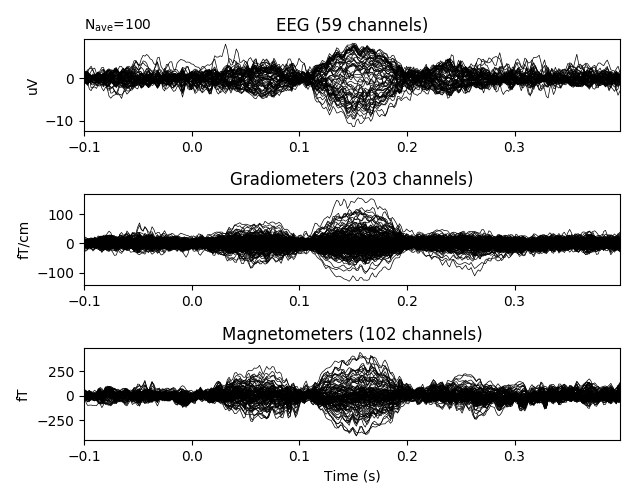 N_ave=100
EEG (59 channels)
uV
0
−10
−0.1 0.0 0.1 0.2 0.3
Gradiometers (203 channels)
fT/cm
100
0
−100
−0.1 0.0 0.1 0.2 0.3
Magnetometers (102 channels)
fT
250
0
−250
−0.1 0.0 0.1 0.2 0.3
Time (s)